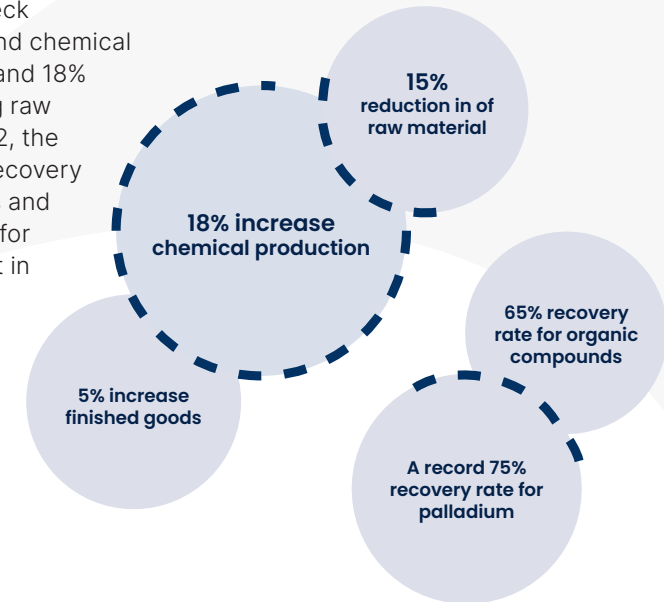 nd chemical
and 18%
raw
2, the
ecovery
and
for
in
15%
reduction in of
raw material
18% increase
chemical production
65% recovery
rate for organic
compounds
5% increase
finished goods
A record 75%
recovery rate for
palladium